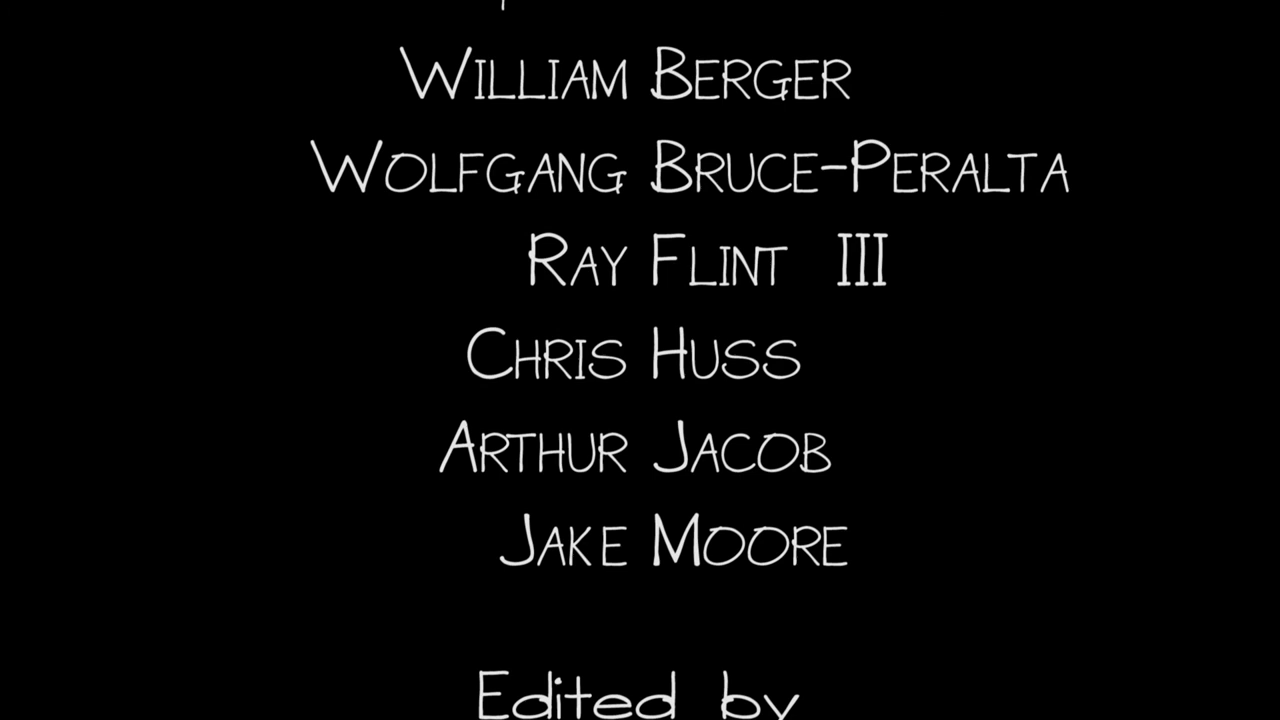 William Berger
Wolfgang Bruce-Peralta
Ray Flint III
Chris Huss
Arthur Jacob
Jake Moore
Edited by